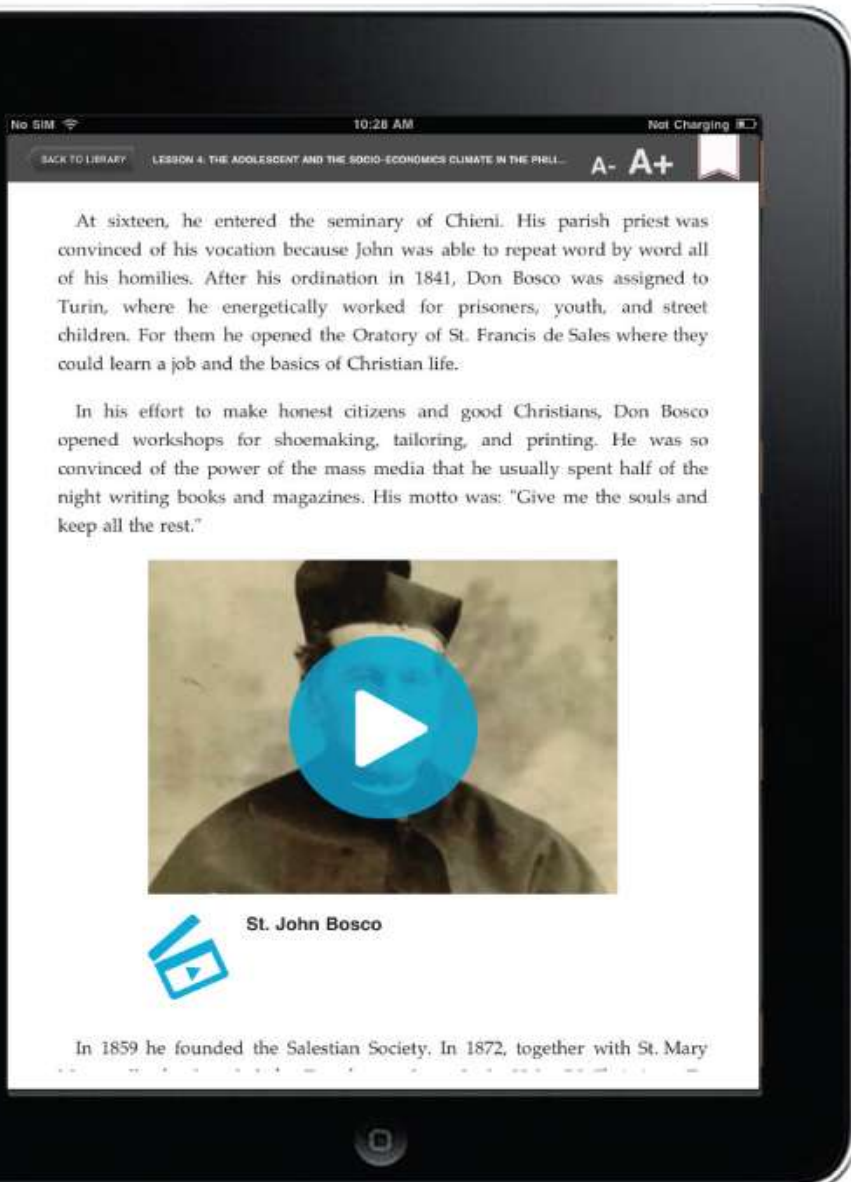 No SIM 10:28 AM Not Charging
BACK TO LIBRARY LESSON 4: THE ADOLESCENT AND THE SOCIO-ECONOMICS CLIMATE IN THE PHILI... A- A+
At sixteen, he entered the seminary of Chieni. His parish priest was
convinced of his vocation because John was able to repeat word by word all
of his homilies. After his ordination in 1841, Don Bosco was assigned to
Turin, where he energetically worked for prisoners, youth, and street
children. For them he opened the Oratory of St. Francis de Sales where they
could learn a job and the basics of Christian life.
In his effort to make honest citizens and good Christians, Don Bosco
opened workshops for shoemaking, tailoring, and printing. He was so
convinced of the power of the mass media that he usually spent half of the
night writing books and magazines. His motto was: "Give me the souls and
keep all the rest."
St. John Bosco
In 1859 he founded the Salestian Society. In 1872, together with St. Mary